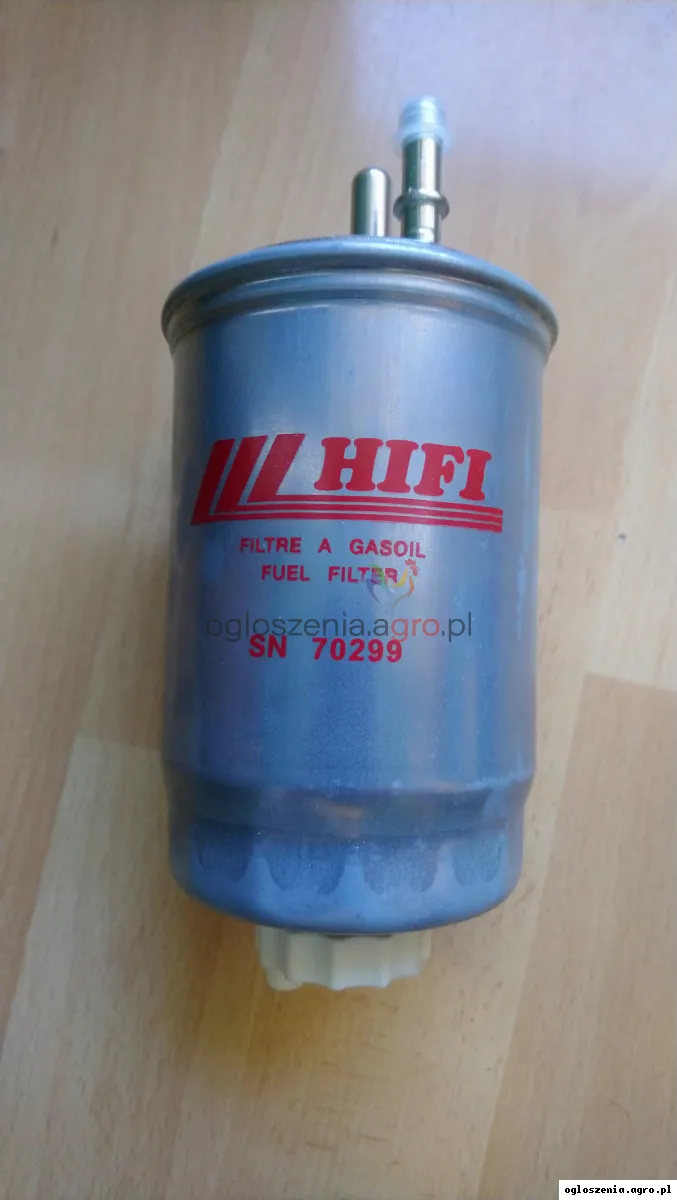 HIFI
FILTRE A GASOIL
FUEL FILTER
ogloszenia.agro.pl
SN 70299
ogloszenia.agro.pl